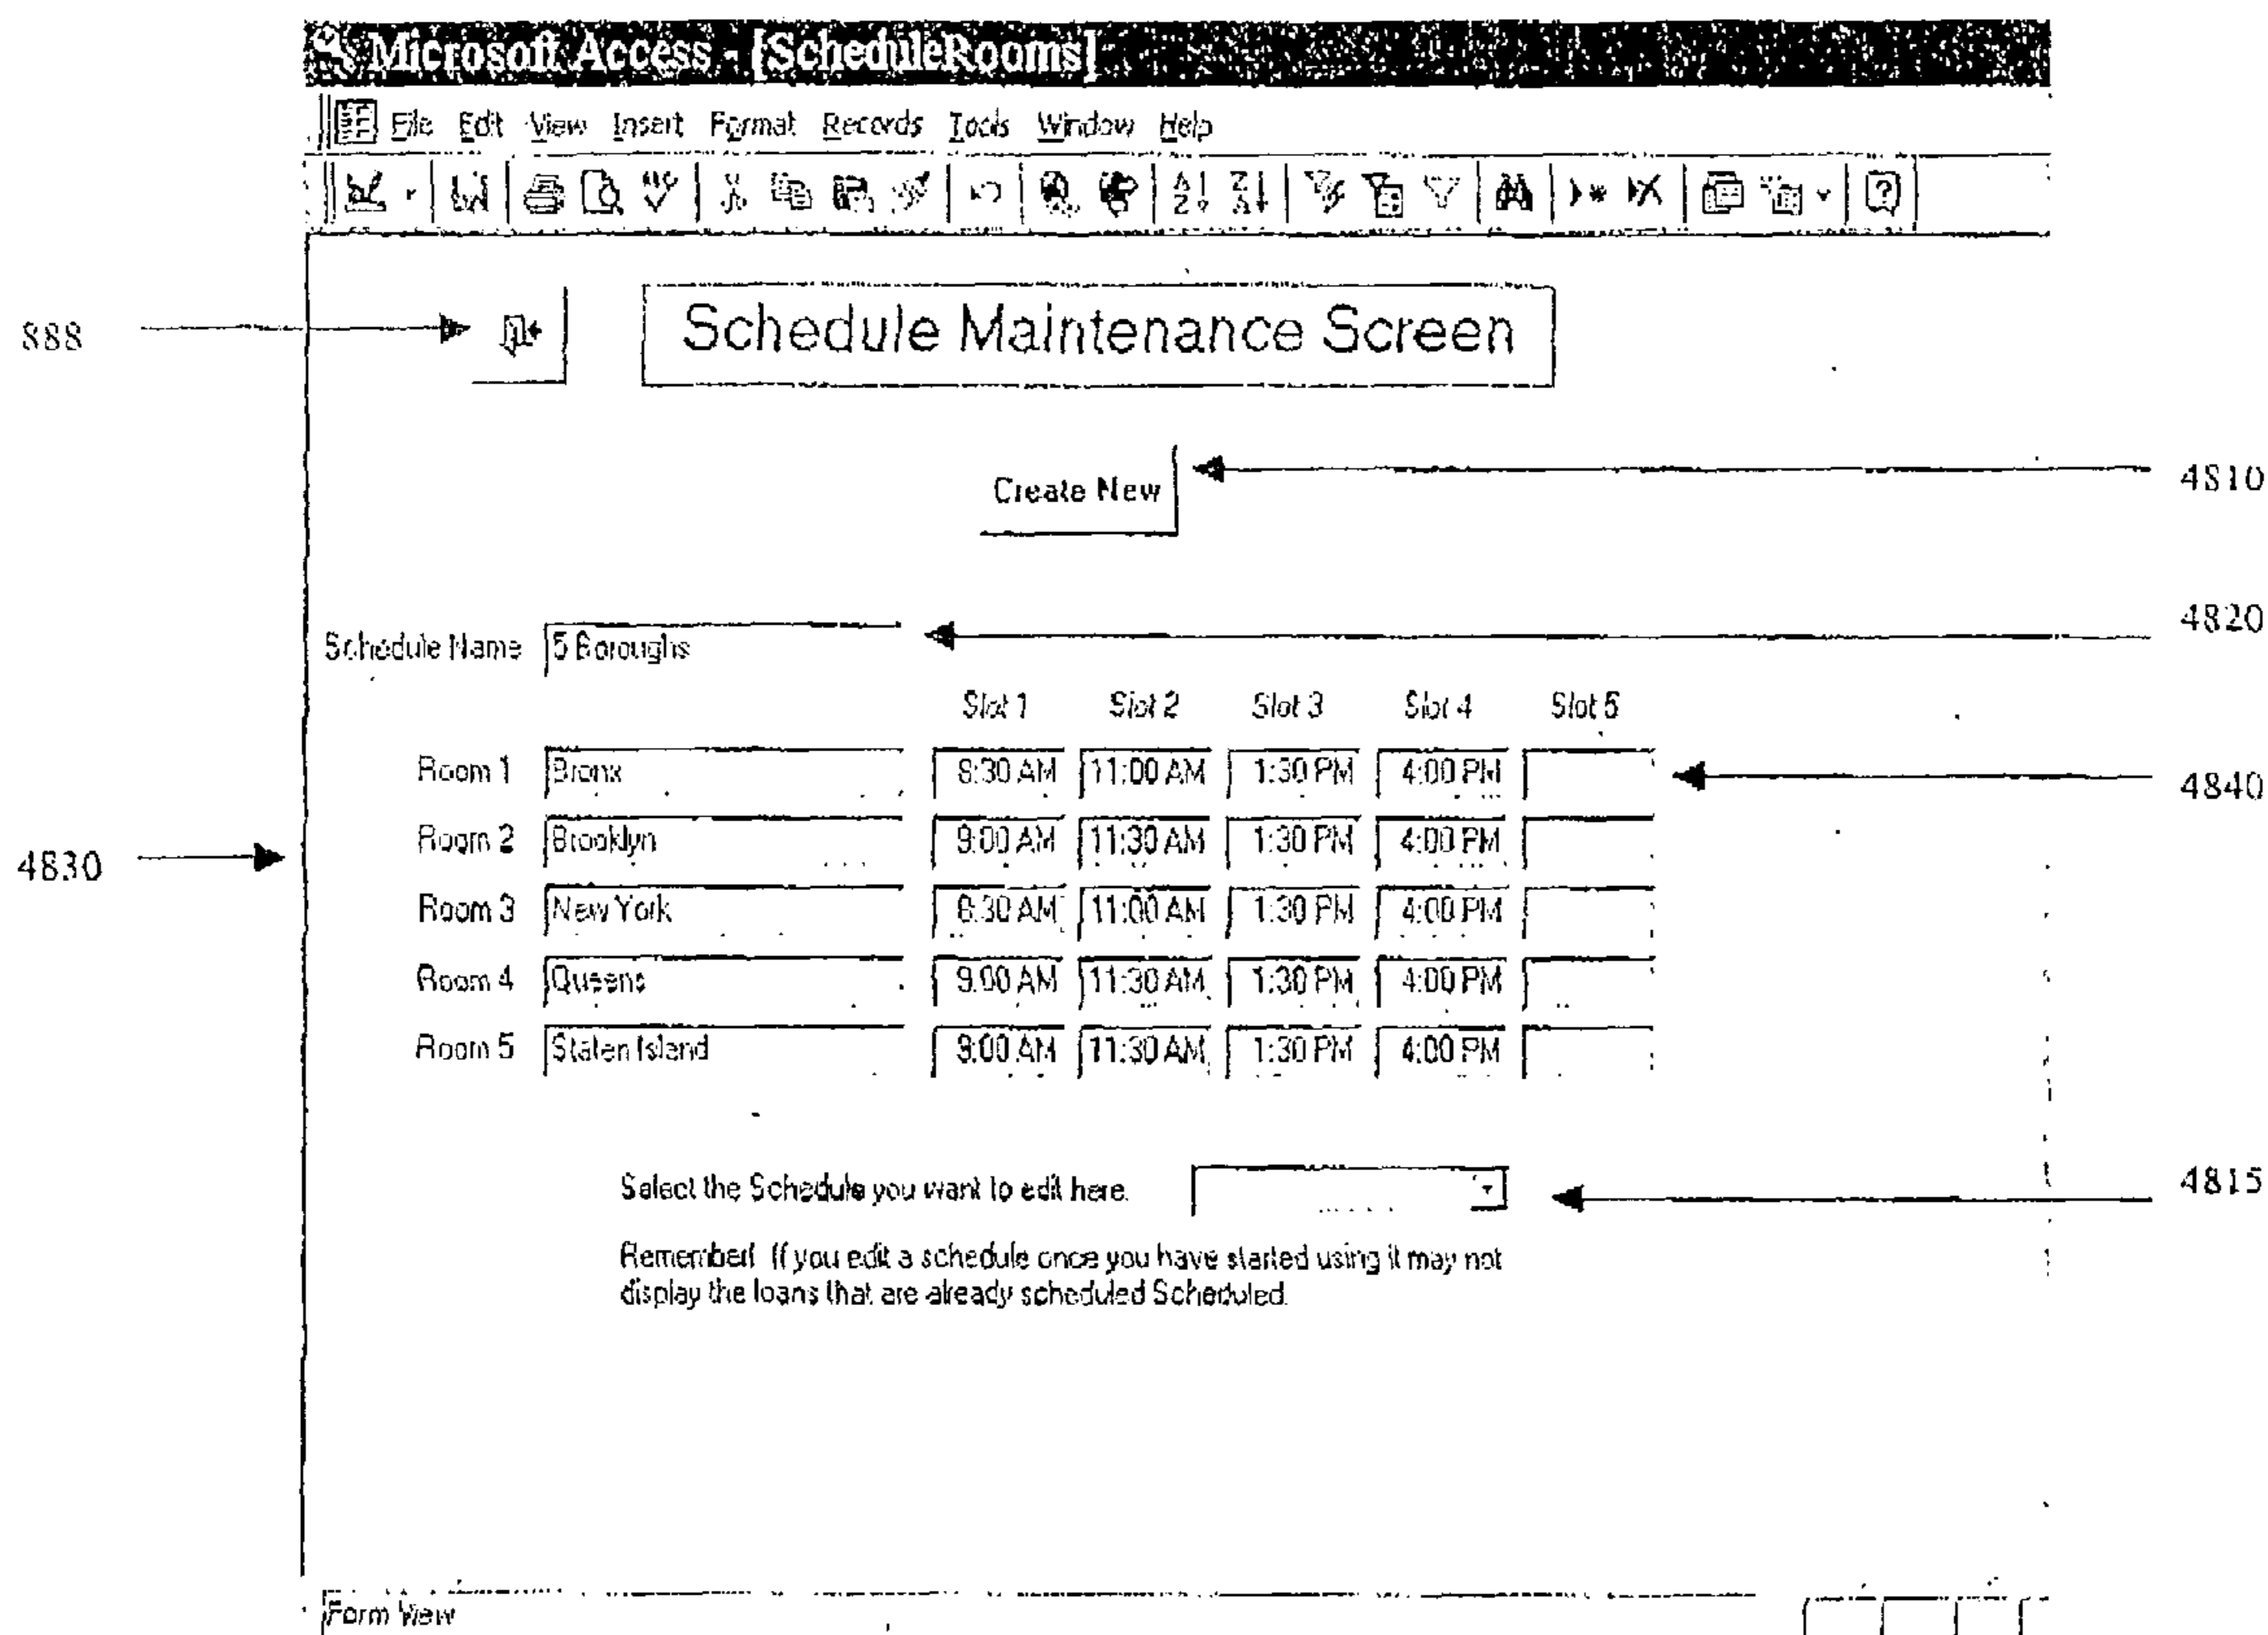 Microsoft Access - [ScheduleRooms]
File Edit View Insert Format Records Tools Window Help
888
Schedule Maintenance Screen
Create New
4810
Schedule Name 5 Boroughs
4820
Slot 1 Slot 2 Slot 3 Slot 4 Slot 5
Room 1 Bronx 8:30 AM 11:00 AM 1:30 PM 4:00 PM
4840
Room 2 Brooklyn 9:00 AM 11:30 AM 1:30 PM 4:00 PM
4830
Room 3 New York 8:30 AM 11:00 AM 1:30 PM 4:00 PM
Room 4 Queens 9:00 AM 11:30 AM 1:30 PM 4:00 PM
Room 5 Staten Island 9:00 AM 11:30 AM 1:30 PM 4:00 PM
Select the Schedule you want to edit here.
4815
Remember! If you edit a schedule once you have started using it may not
display the loans that are already scheduled Scheduled.
Form View